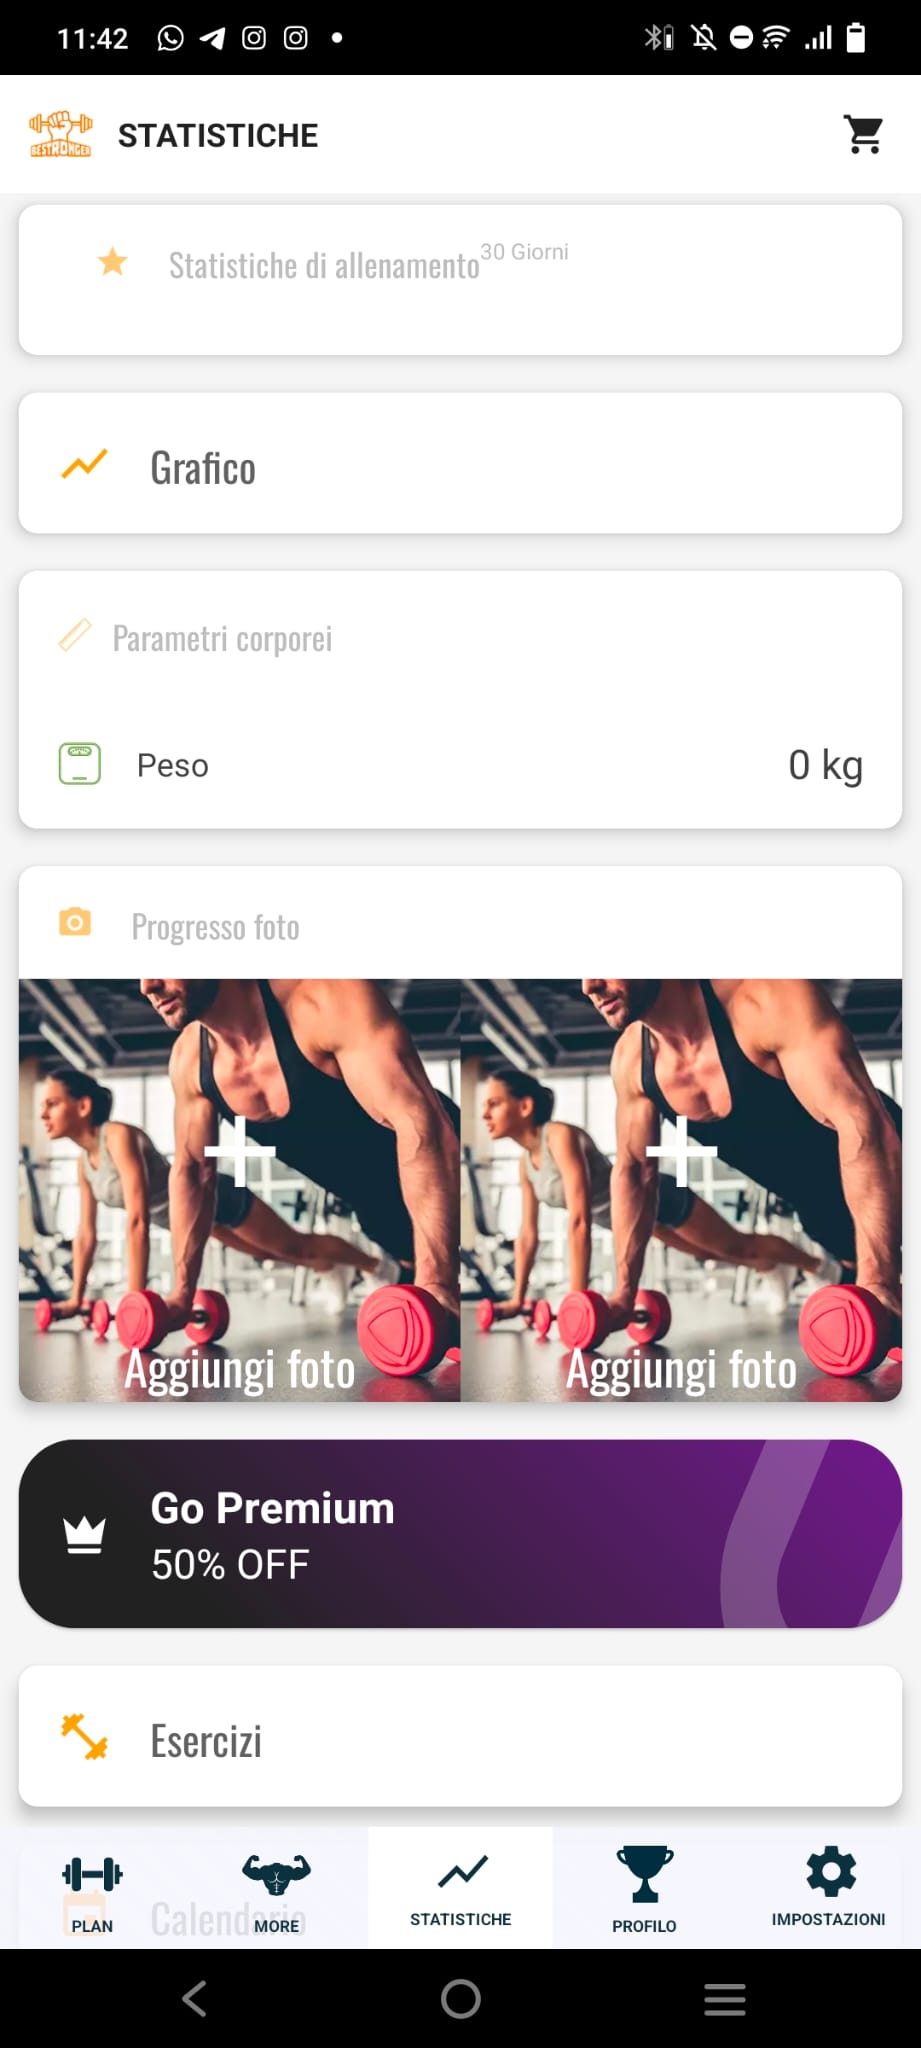 11:42
BESTRONGER
STATISTICHE
Statistiche di allenamento 30 Giorni
Grafico
Parametri corporei
Peso 0 kg
Progresso foto
Aggiungi foto Aggiungi foto
Go Premium
50% OFF
Esercizi
Calendario
PLAN MORE STATISTICHE PROFILO IMPOSTAZIONI